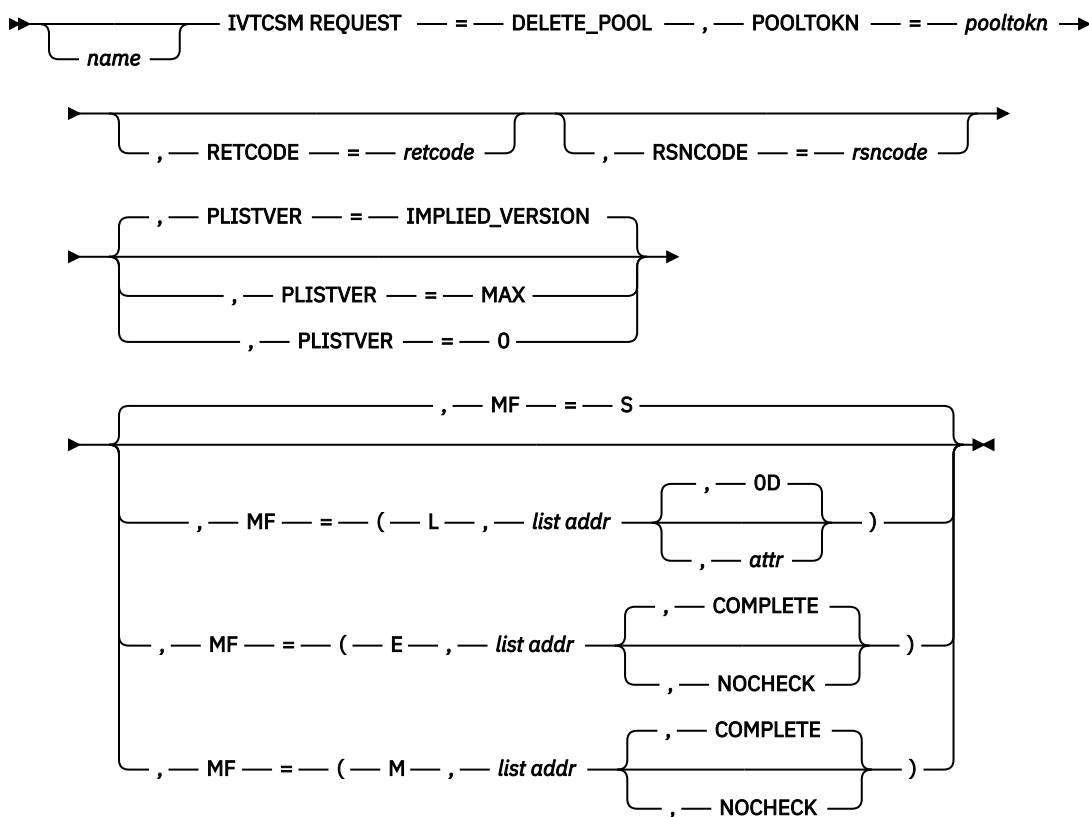 IVTCSM REQUEST = DELETE_POOL , POOLTOKN = pooltokn
name
, RETCODE = retcode , RSNCODE = rsncode
, PLISTVER = IMPLIED_VERSION
, PLISTVER = MAX
, PLISTVER = 0
, MF = S
, 0D
, MF = ( L , list addr )
, attr
, COMPLETE
, MF = ( E , list addr )
, NOCHECK
, COMPLETE
, MF = ( M , list addr )
, NOCHECK